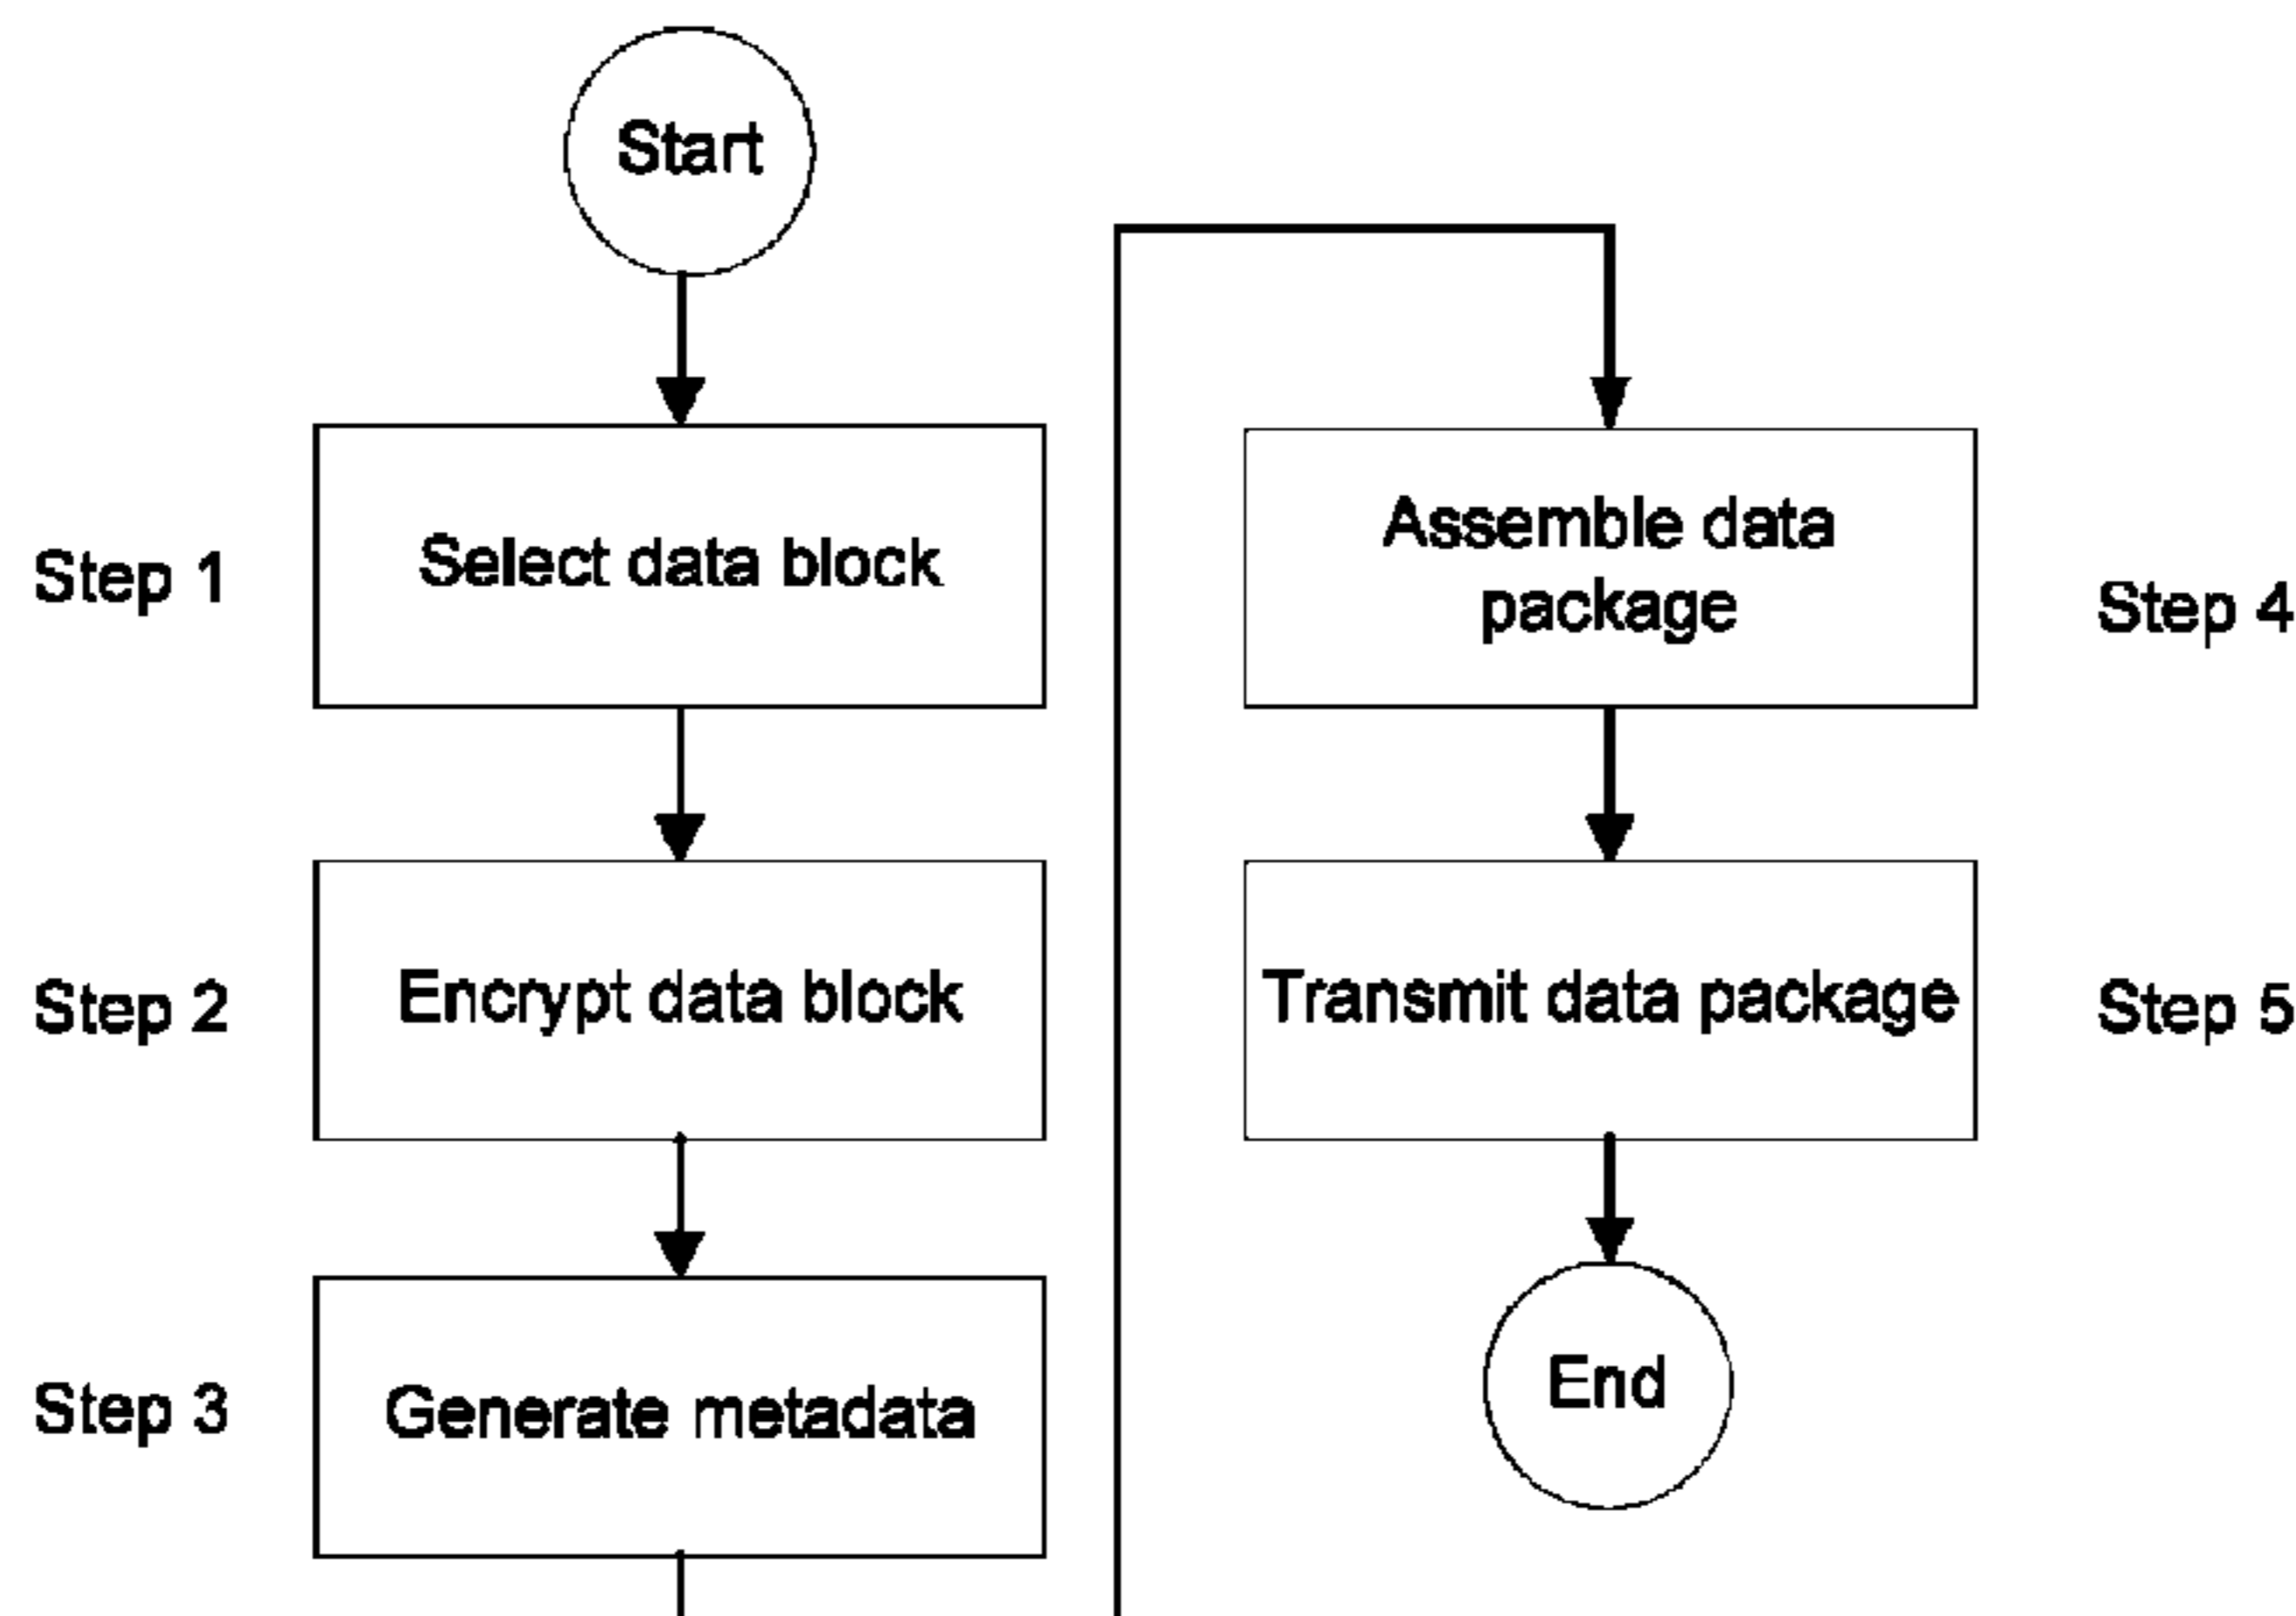 Start
Step 1
Select data block
Step 2
Encrypt data block
Step 3
Generate metadata
Assemble data
package
Step 4
Transmit data package
Step 5
End